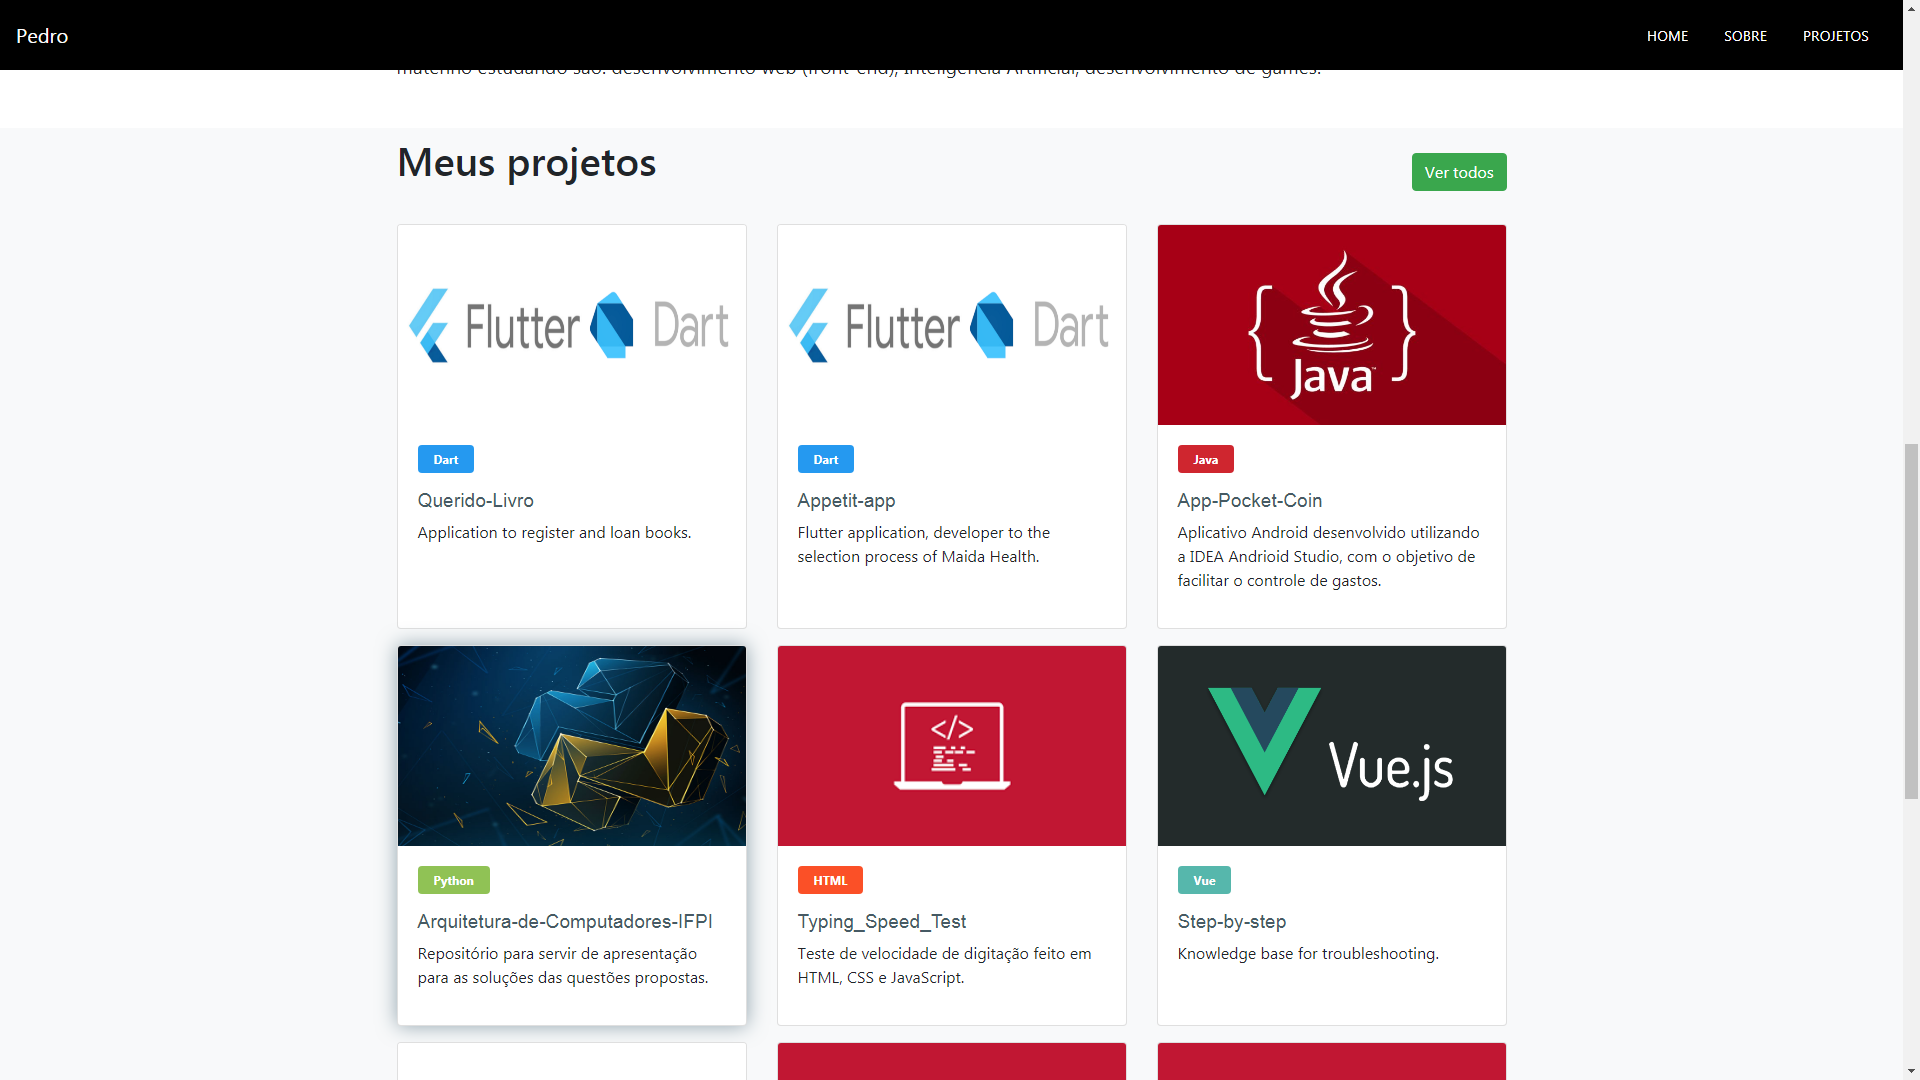 Pedro
HOME SOBRE PROJETOS
matenho estudando são: desenvolvimento web (front-end), Inteligência Artificial, desenvolvimento de games.
Meus projetos
Ver todos
Flutter Dart
Flutter Dart
{ Java™ }
Dart
Querido-Livro
Application to register and loan books.
Dart
Appetit-app
Flutter application, developer to the
selection process of Maida Health.
Java
App-Pocket-Coin
Aplicativo Android desenvolvido utilizando
a IDEA Andrioid Studio, com o objetivo de
facilitar o controle de gastos.
</>
Vue.js
Python
Arquitetura-de-Computadores-IFPI
Repositório para servir de apresentação
para as soluções das questões propostas.
HTML
Typing_Speed_Test
Teste de velocidade de digitação feito em
HTML, CSS e JavaScript.
Vue
Step-by-step
Knowledge base for troubleshooting.